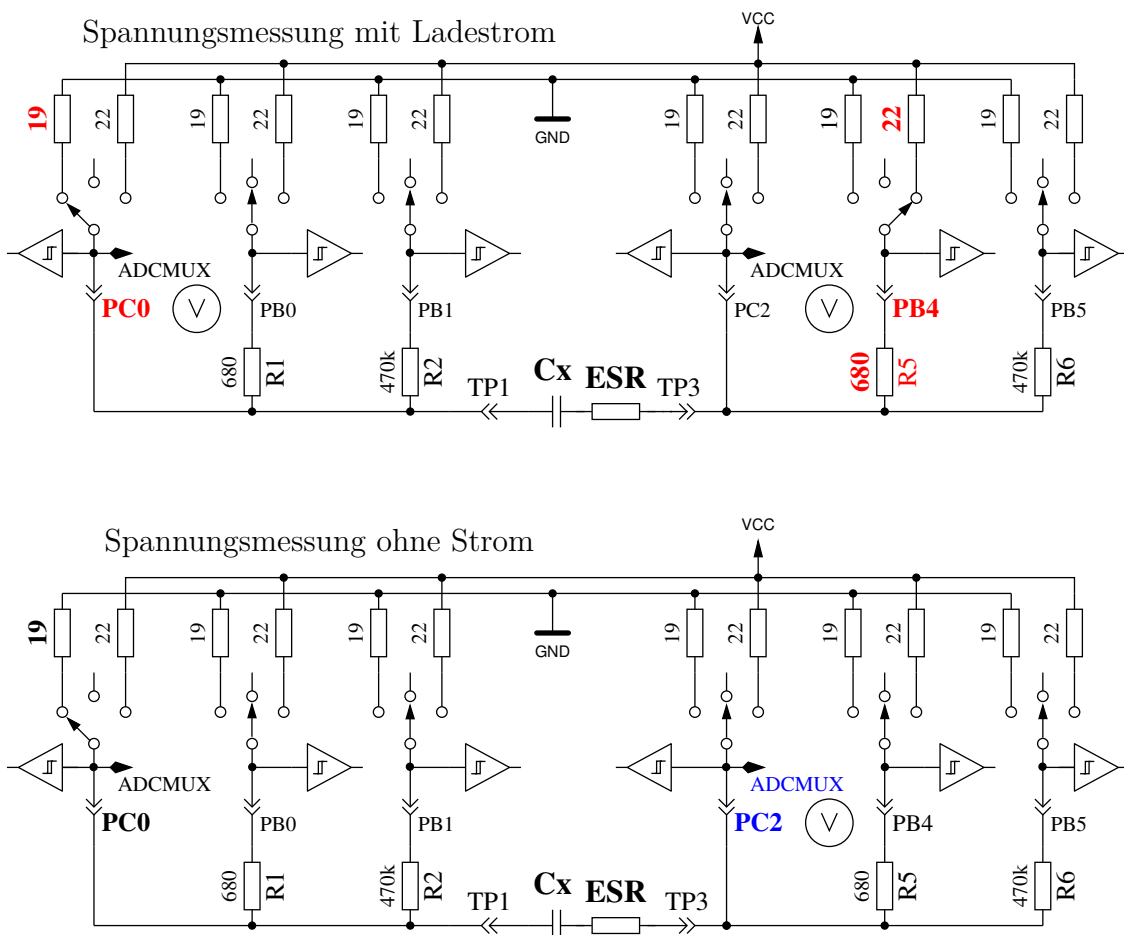 VCC
Spannungsmessung mit Ladestrom
19 22 19 22 19 22 GND 19 22 19 22 19 22
ADCMUX ADCMUX
PC0 V PB0 PB1 PC2 V PB4 PB5
680 R1 470k R2 680 R5 470k R6
TP1 Cx ESR TP3
VCC
Spannungsmessung ohne Strom
19 22 19 22 19 22 GND 19 22 19 22 19 22
ADCMUX ADCMUX
PC0 PB0 PB1 PC2 V PB4 PB5
680 R1 470k R2 680 R5 470k R6
TP1 Cx ESR TP3